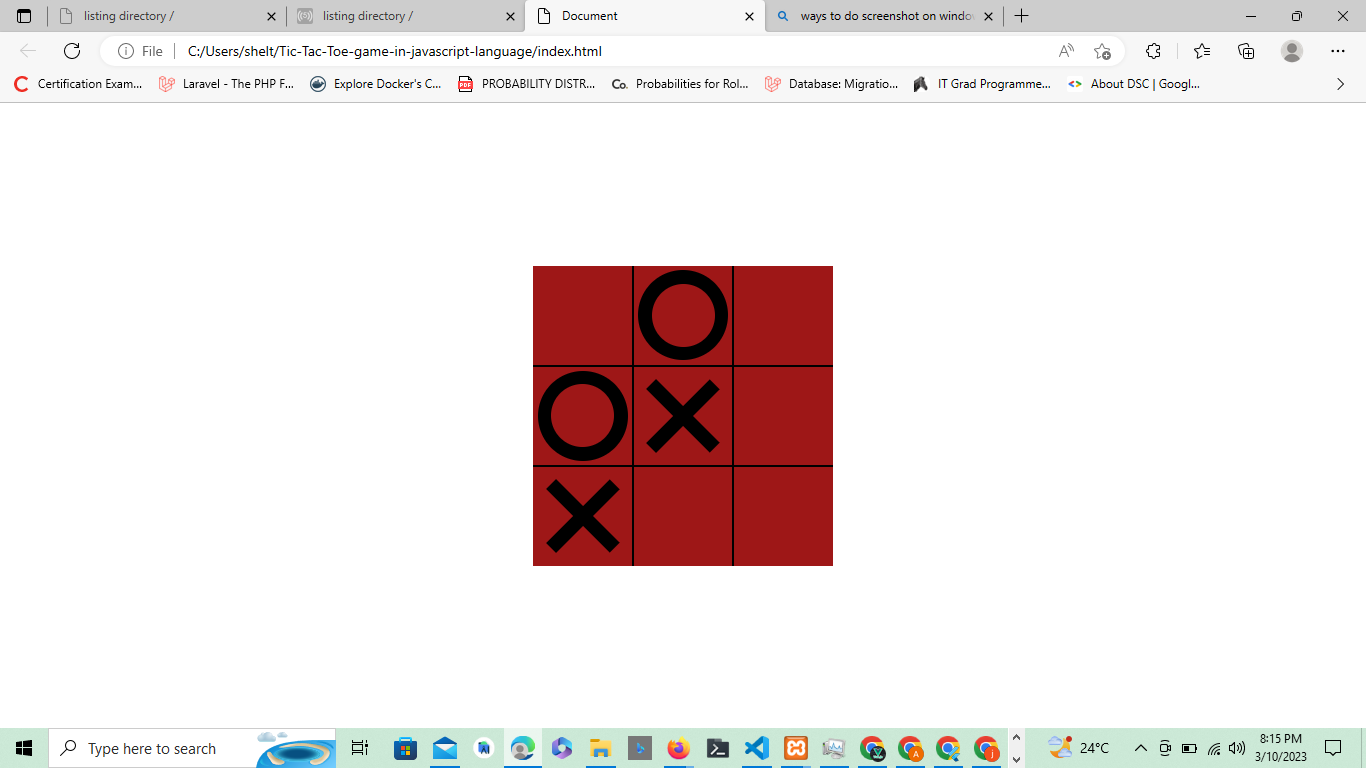 listing directory /
listing directory /
Document
ways to do screenshot on windo
File
C:/Users/shelt/Tic-Tac-Toe-game-in-javascript-language/index.html
Certification Exam...
Laravel - The PHP F...
Explore Docker's C...
PROBABILITY DISTR...
Co.
Probabilities for Rol...
Database: Migratio...
IT Grad Programme...
About DSC | Googl...
Type here to search
24°C
8:15 PM
3/10/2023